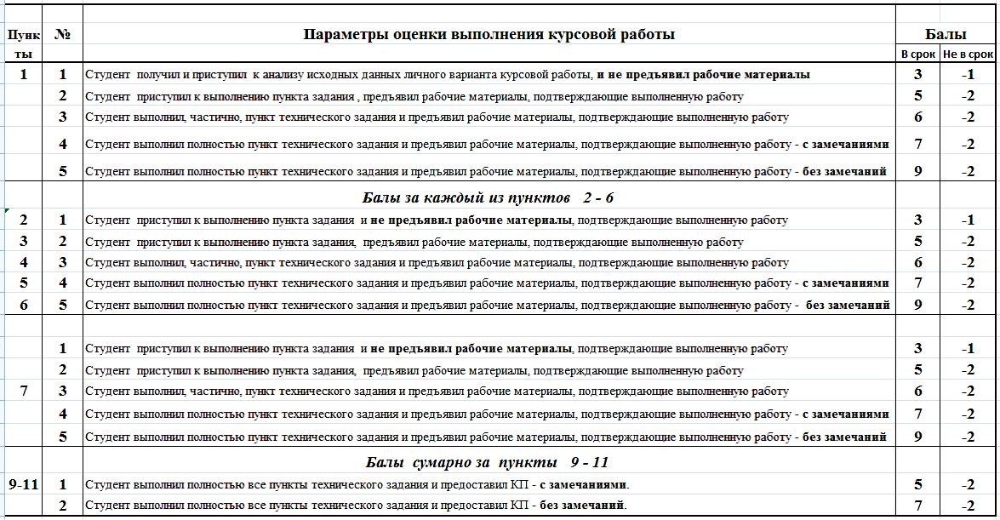 Пунк № Параметры оценки выполнения курсовой работы Балы
ты В срок Не в срок
1 1 Студент получил и приступил к анализу исходных данных личного варианта курсовой работы, и не предъявил рабочие материалы 3 -1
2 Студент приступил к выполнению пункта задания , предъявил рабочие материалы, подтверждающие выполненную работу 5 -2
3 Студент выполнил, частично, пункт технического задания и предъявил рабочие материалы, подтверждающие выполненную работу 6 -2
4 Студент выполнил полностью пункт технического задания и предъявил рабочие материалы, подтверждающие выполненную работу - с замечаниями 7 -2
5 Студент выполнил полностью пункт технического задания и предъявил рабочие материалы, подтверждающие выполненную работу - без замечаний 9 -2
Балы за каждый из пунктов 2 - 6
2 1 Студент приступил к выполнению пункта задания и не предъявил рабочие материалы, подтверждающие выполненную работу 3 -1
3 2 Студент приступил к выполнению пункта задания, предъявил рабочие материалы, подтверждающие выполненную работу 5 -2
4 3 Студент выполнил, частично, пункт технического задания и предъявил рабочие материалы, подтверждающие выполненную работу 6 -2
5 4 Студент выполнил полностью пункт технического задания и предъявил рабочие материалы, подтверждающие выполненную работу - с замечаниями 7 -2
6 5 Студент выполнил полностью пункт технического задания и предъявил рабочие материалы, подтверждающие выполненную работу - без замечаний 9 -2
1 Студент приступил к выполнению пункта задания и не предъявил рабочие материалы, подтверждающие выполненную работу 3 -1
2 Студент приступил к выполнению пункта задания, предъявил рабочие материалы, подтверждающие выполненную работу 5 -2
7 3 Студент выполнил, частично, пункт технического задания и предъявил рабочие материалы, подтверждающие выполненную работу 6 -2
4 Студент выполнил полностью пункт технического задания и предъявил рабочие материалы, подтверждающие выполненную работу - с замечаниями 7 -2
5 Студент выполнил полностью пункт технического задания и предъявил рабочие материалы, подтверждающие выполненную работу - без замечаний 9 -2
Балы сумарно за пункты 9 - 11
9-11 1 Студент выполнил полностью все пункты технического задания и предоставил КП - с замечаниями. 5 -2
2 Студент выполнил полностью все пункты технического задания и предоставил КП - без замечаний. 7 -2